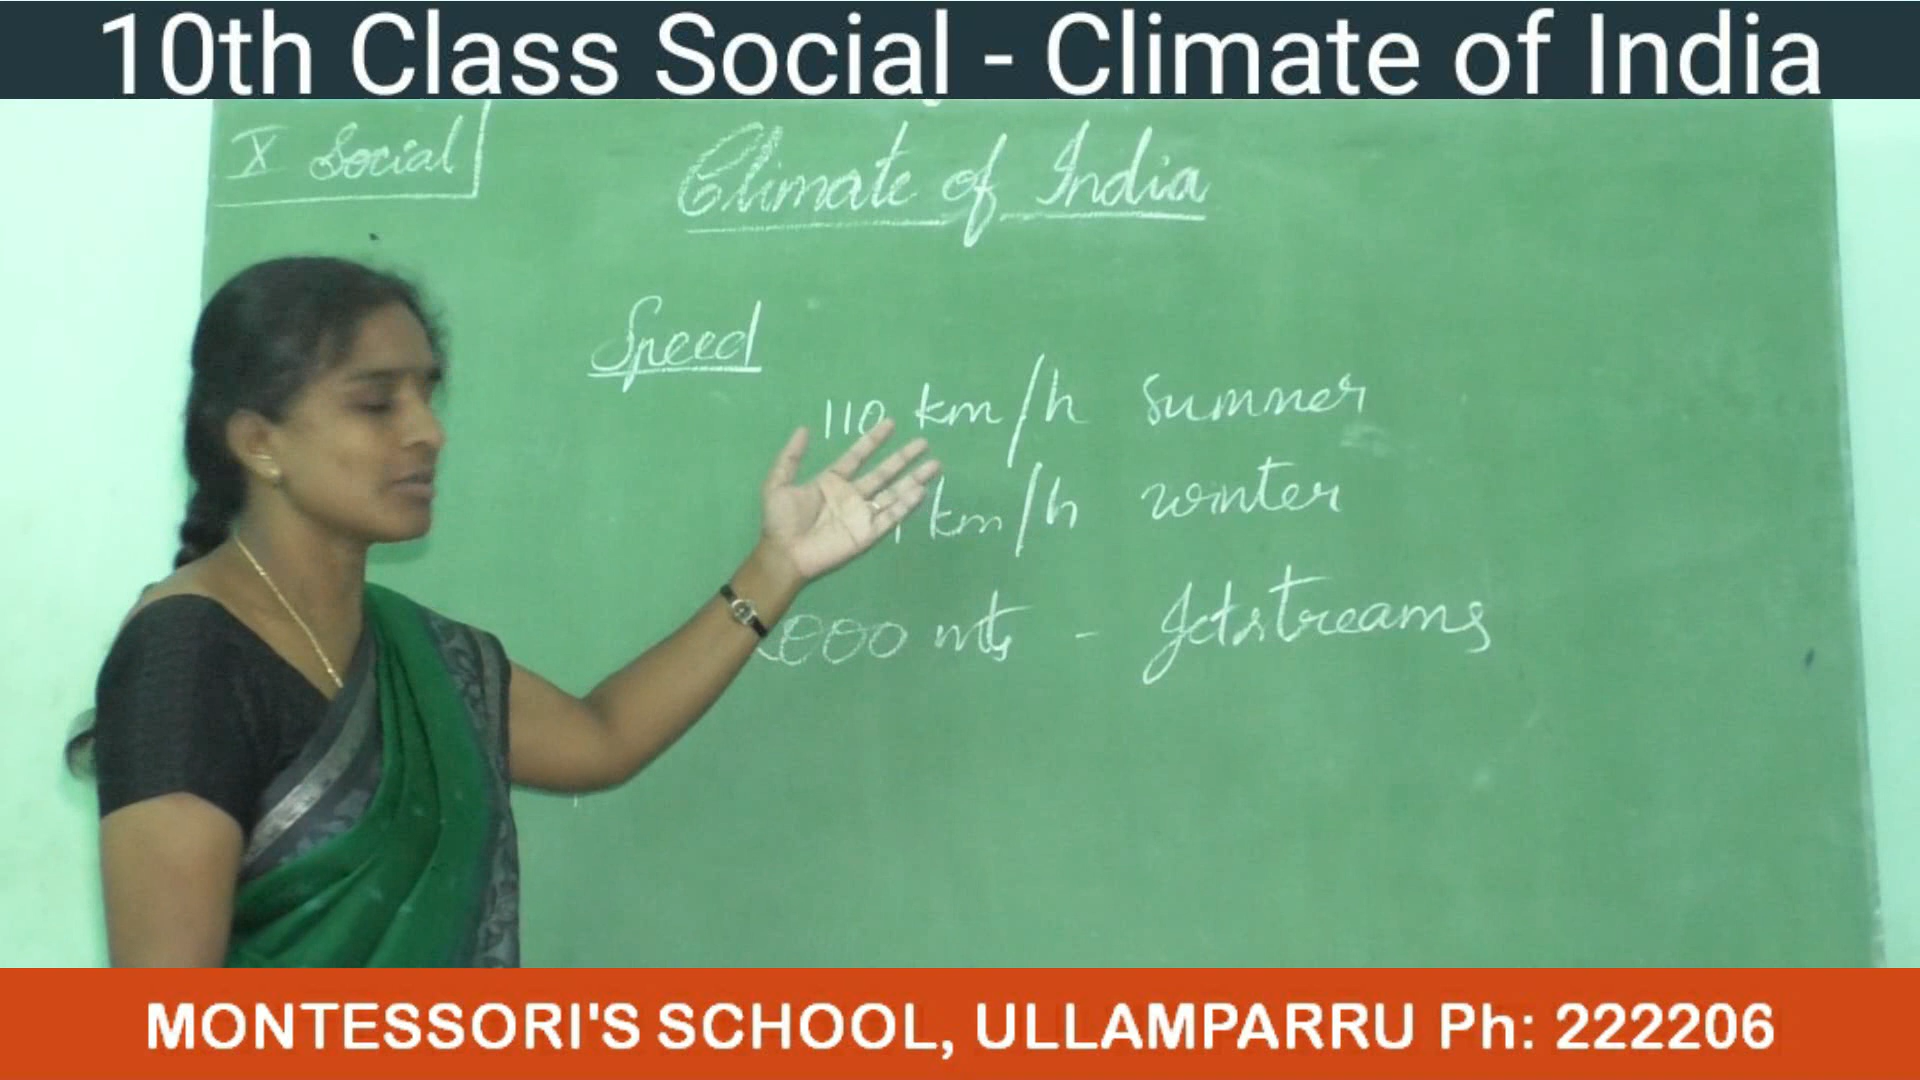 10th Class Social - Climate of India
X Social
Climate of India
Speed
110 km/h summer
km/h winter
000 mts - Jetstreams
MONTESSORI'S SCHOOL, ULLAMPARRU Ph: 222206